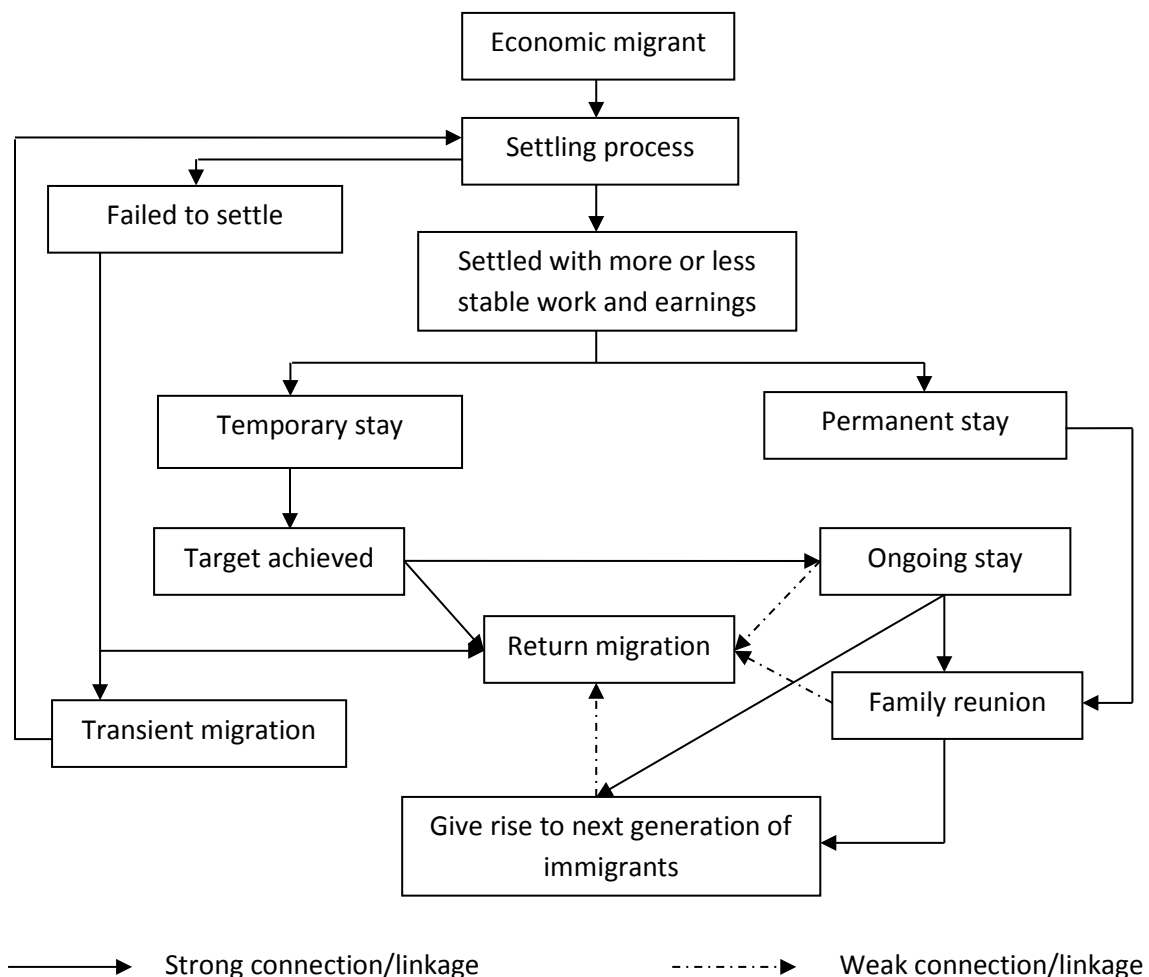 Economic migrant
Settling process
Failed to settle
Settled with more or less
stable work and earnings
Temporary stay
Permanent stay
Target achieved
Ongoing stay
Return migration
Family reunion
Transient migration
Give rise to next generation of
immigrants
Strong connection/linkage
Weak connection/linkage